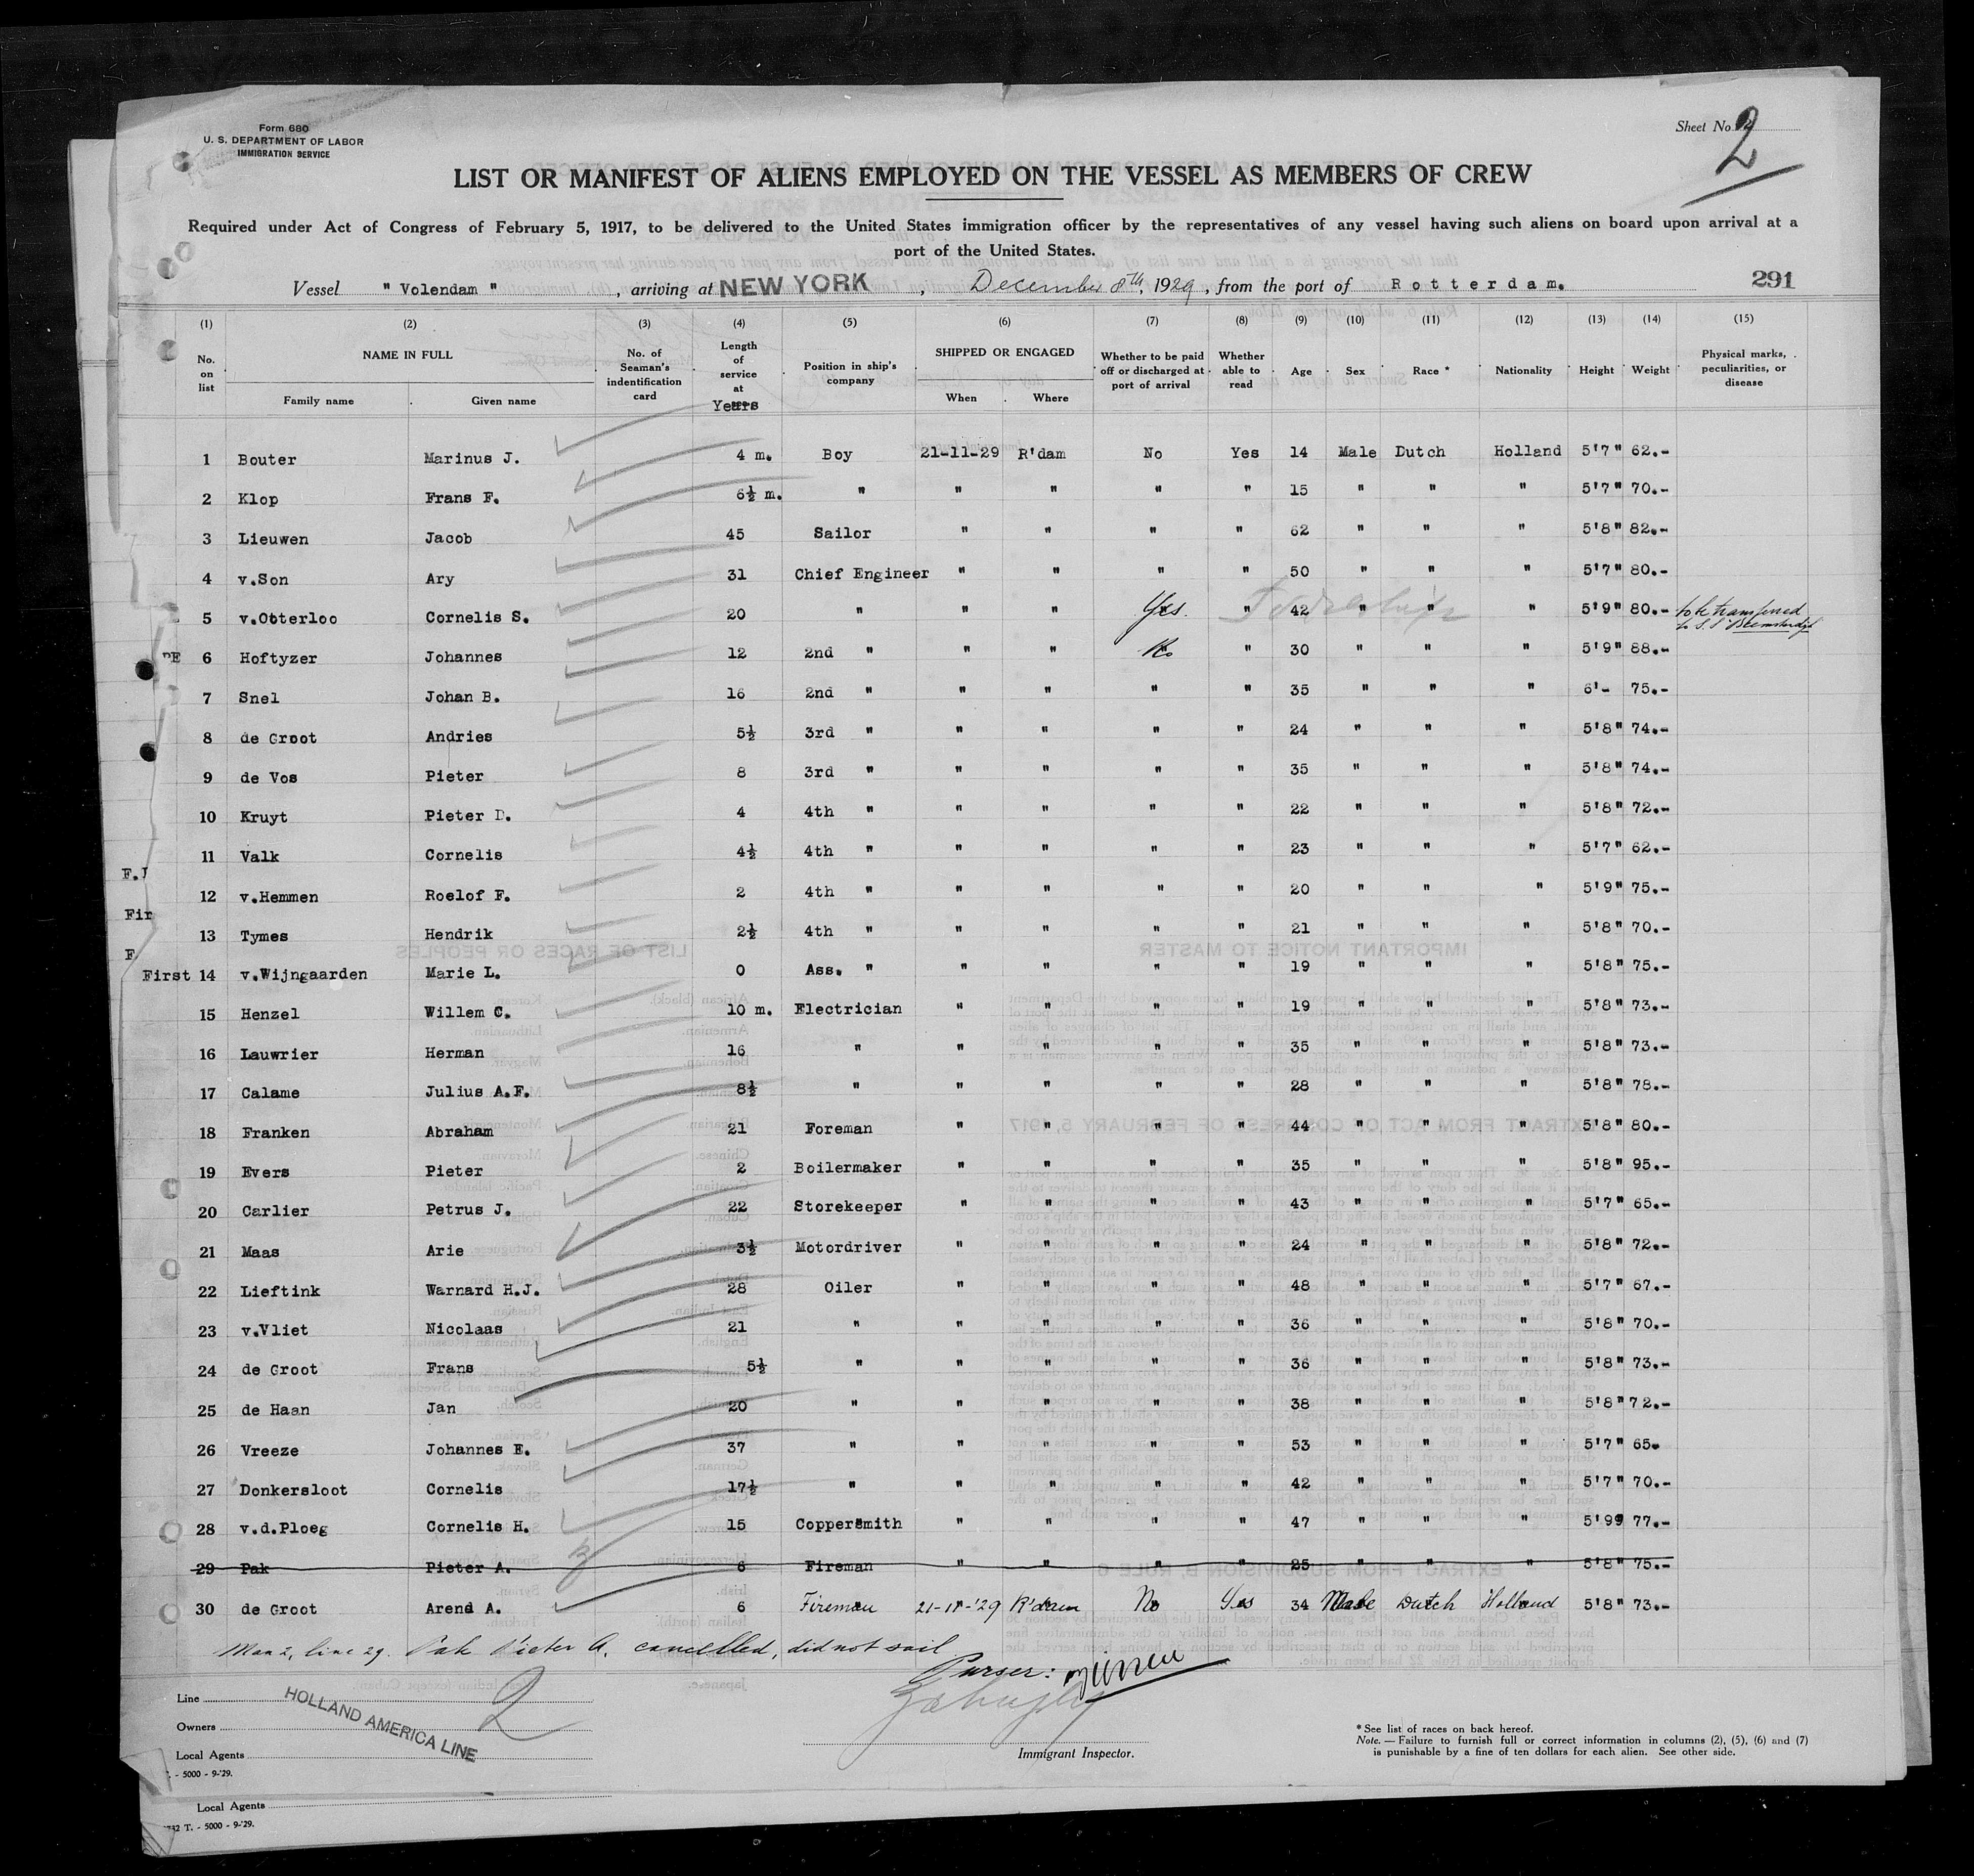 Form 680
U. S. DEPARTMENT OF LABOR
IMMIGRATION SERVICE
Sheet No. 2
LIST OR MANIFEST OF ALIENS EMPLOYED ON THE VESSEL AS MEMBERS OF CREW
Required under Act of Congress of February 5, 1917, to be delivered to the United States immigration officer by the representatives of any vessel having such aliens on board upon arrival at a
port of the United States.
Vessel " Volendam ", arriving at NEW YORK, December 8th, 1929, from the port of Rotterdam.
291
(1) (2) (3) (4) (5) (6) (7) (8) (9) (10) (11) (12) (13) (14) (15)
No. on list NAME IN FULL Family name Given name No. of Seaman's indentification card Length of service at sea Years Position in ship's company SHIPPED OR ENGAGED When Where Whether to be paid off or discharged at port of arrival Whether able to read Age Sex Race * Nationality Height Weight Physical marks, peculiarities, or disease
1 Bouter Marinus J. 4 m. Boy 21-11-29 R'dam No Yes 14 Male Dutch Holland 5'7" 62.-
2 Klop Frans F. 6½ m. " " " " " 15 " " " 5'7" 70.-
3 Lieuwen Jacob 45 Sailor " " " " 62 " " " 5'8" 82.-
4 v.Son Ary 31 Chief Engineer " " " " 50 " " " 5'7" 80.-
5 v.Otterloo Cornelis S. 20 " " " Yes. " 42 " " " 5'9" 80.- to be transferred
to S.S. Beemsterdijk
6 Hoftyzer Johannes 12 2nd " " " No " 30 " " " 5'9" 88.-
7 Snel Johan B. 16 2nd " " " " " 35 " " " 6'- 75.-
8 de Groot Andries 5½ 3rd " " " " " 24 " " " 5'8" 74.-
9 de Vos Pieter 8 3rd " " " " " 35 " " " 5'8" 74.-
10 Kruyt Pieter D. 4 4th " " " " " 22 " " " 5'8" 72.-
11 Valk Cornelis 4½ 4th " " " " " 23 " " " 5'7" 62.-
F.J
12 v.Hemmen Roelof F. 2 4th " " " " " 20 " " " 5'9" 75.-
Fir
13 Tymes Hendrik 2½ 4th " " " " " 21 " " " 5'8" 70.-
F
First 14 v.Wijngaarden Marie L. 0 Ass. " " " " " 19 " " " 5'8" 75.-
15 Henzel Willem C. 10 m. Electrician " " " " 19 " " " 5'8" 73.-
16 Lauwrier Herman 16 " " " " " 35 " " " 5'8" 73.-
17 Calame Julius A.F. 8½ " " " " " 28 " " " 5'8" 78.-
18 Franken Abraham 21 Foreman " " " " 44 " " " 5'8" 80.-
19 Evers Pieter 2 Boilermaker " " " " 35 " " " 5'8" 95.-
20 Carlier Petrus J. 22 Storekeeper " " " " 43 " " " 5'7" 65.-
21 Maas Arie 3½ Motordriver " " " " 24 " " " 5'8" 72.-
22 Lieftink Warnard H.J. 28 Oiler " " " " 48 " " " 5'7" 67.-
23 v.Vliet Nicolaas 21 " " " " " 36 " " " 5'8" 70.-
24 de Groot Frans 5½ " " " " " 36 " " " 5'8" 73.-
25 de Haan Jan 20 " " " " " 38 " " " 5'8" 72.-
26 Vreeze Johannes E. 37 " " " " " 53 " " " 5'7" 65.
27 Donkersloot Cornelis 17½ " " " " " 42 " " " 5'7" 70.-
28 v.d.Ploeg Cornelis H. 15 Coppersmith " " " " 47 " " " 5'99 77.-
29 Pak Pieter A. 6 Fireman " " " " 25 " " " 5'8" 75.-
30 de Groot Arend A. 6 Fireman 21-11-'29 R'dam No Yes 34 Male Dutch Holland 5'8" 73.-
Man 2, line 29. Pak Pieter A. cancelled, did not sail
Purser:
Line
HOLLAND AMERICA LINE
2
Owners
Local Agents
Immigrant Inspector.
* See list of races on back hereof.
Note. — Failure to furnish full or correct information in columns (2), (5), (6) and (7)
is punishable by a fine of ten dollars for each alien. See other side.
T. - 5000 - 9-'29.
Local Agents
732 T. - 5000 - 9-'29.